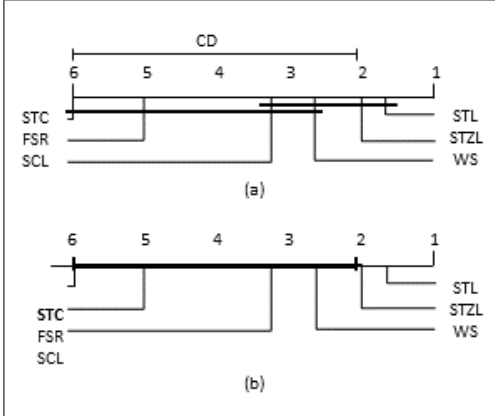 CD
6 5 4 3 2 1
STC STL
FSR STZL
SCL WS
(a)
6 5 4 3 2 1
STL
STC STZL
FSR WS
SCL
(b)